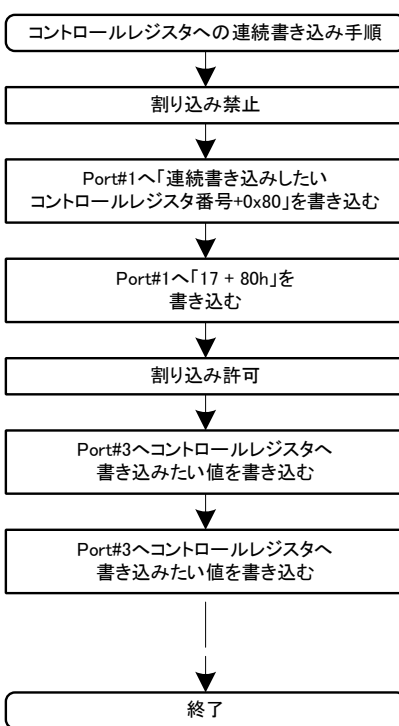 コントロールレジスタへの連続書き込み手順
割り込み禁止
Port#1へ「連続書き込みしたい
コントロールレジスタ番号+0x80」を書き込む
Port#1へ「17 + 80h」を
書き込む
割り込み許可
Port#3へコントロールレジスタへ
書き込みたい値を書き込む
Port#3へコントロールレジスタへ
書き込みたい値を書き込む
終了